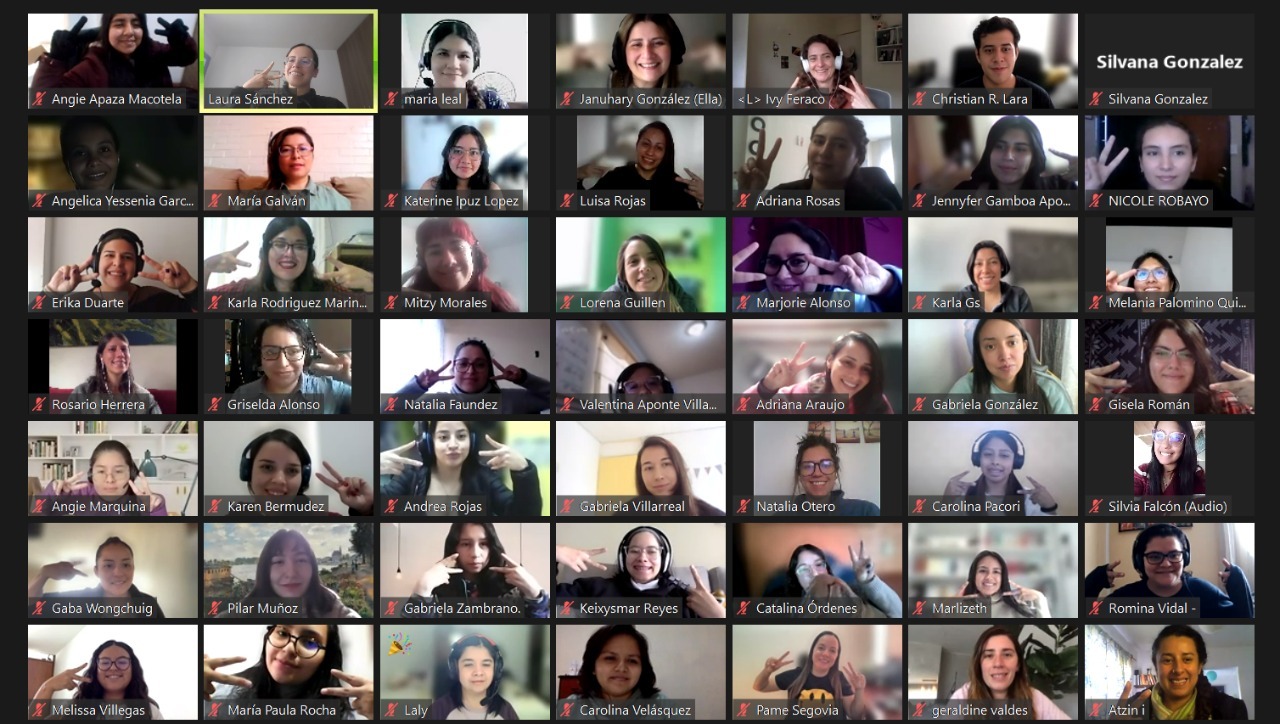 Angie Apaza Macotela
Laura Sánchez
maria leal
Januhary González (Ella)
<L> Ivy Feraco
Christian R. Lara
Silvana Gonzalez
Silvana Gonzalez
Angelica Yessenia Garc...
María Galván
Katerine Ipuz Lopez
Luisa Rojas
Adriana Rosas
Jennyfer Gamboa Apo...
NICOLE ROBAYO
Erika Duarte
Karla Rodriguez Marin...
Mitzy Morales
Lorena Guillen
Marjorie Alonso
Karla Gs
Melania Palomino Qui...
Rosario Herrera
Griselda Alonso
Natalia Faundez
Valentina Aponte Villa...
Adriana Araujo
Gabriela González
Gisela Román
Angie Marquina
Karen Bermudez
Andrea Rojas
Gabriela Villarreal
Natalia Otero
Carolina Pacori
Silvia Falcón (Audio)
Gaba Wongchuig
Pilar Muñoz
Gabriela Zambrano.
Keixysmar Reyes
Catalina Órdenes
Marlizeth
Romina Vidal -
Melissa Villegas
María Paula Rocha
Laly
Carolina Velásquez
Pame Segovia
geraldine valdes
Atzin i